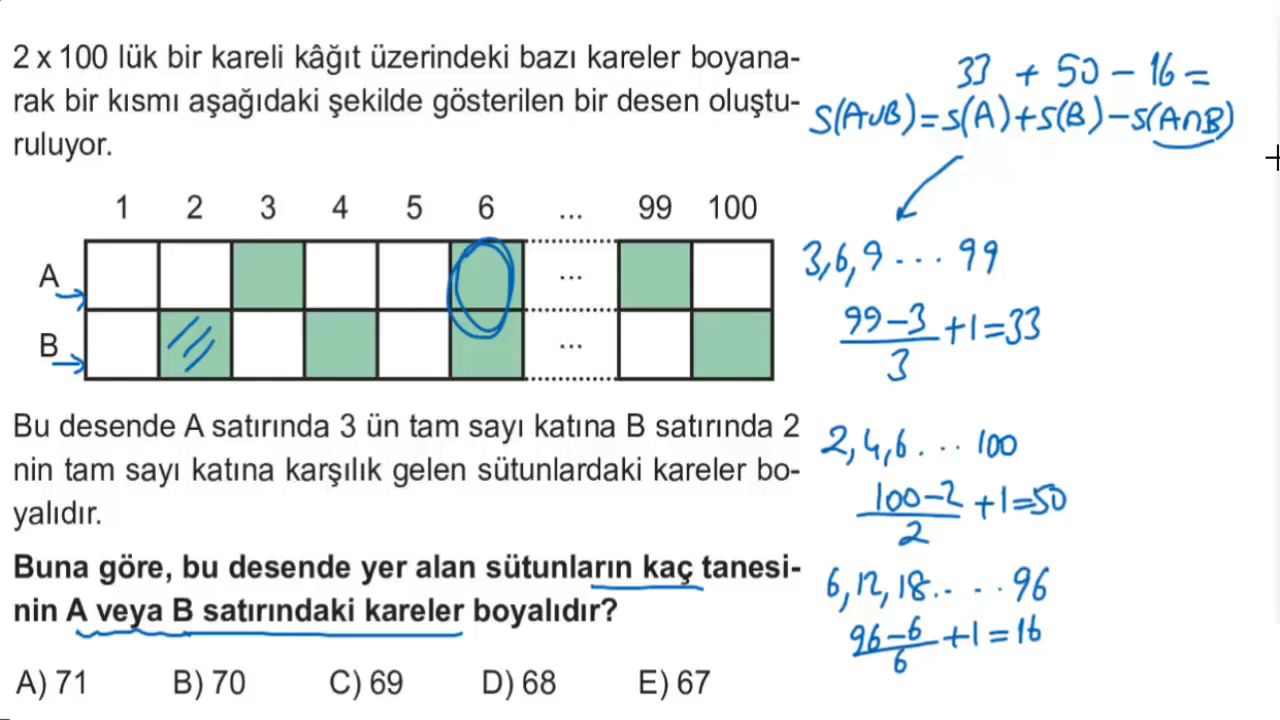 2 x 100 lük bir kareli kâğıt üzerindeki bazı kareler boyana-
rak bir kısmı aşağıdaki şekilde gösterilen bir desen oluştu-
ruluyor.
1 2 3 4 5 6 ... 99 100
A ...
B ...
Bu desende A satırında 3 ün tam sayı katına B satırında 2
nin tam sayı katına karşılık gelen sütunlardaki kareler bo-
yalıdır.
Buna göre, bu desende yer alan sütunların kaç tanesi-
nin A veya B satırındaki kareler boyalıdır?
A) 71 B) 70 C) 69 D) 68 E) 67
33 + 50 - 16 =
S(A∪B) = S(A) + S(B) - S(A∩B)
3, 6, 9 .... 99
99-3
3
+1=33
2, 4, 6 ... 100
100-2
2
+1=50
6, 12, 18.... 96
96-6
6
+1=16